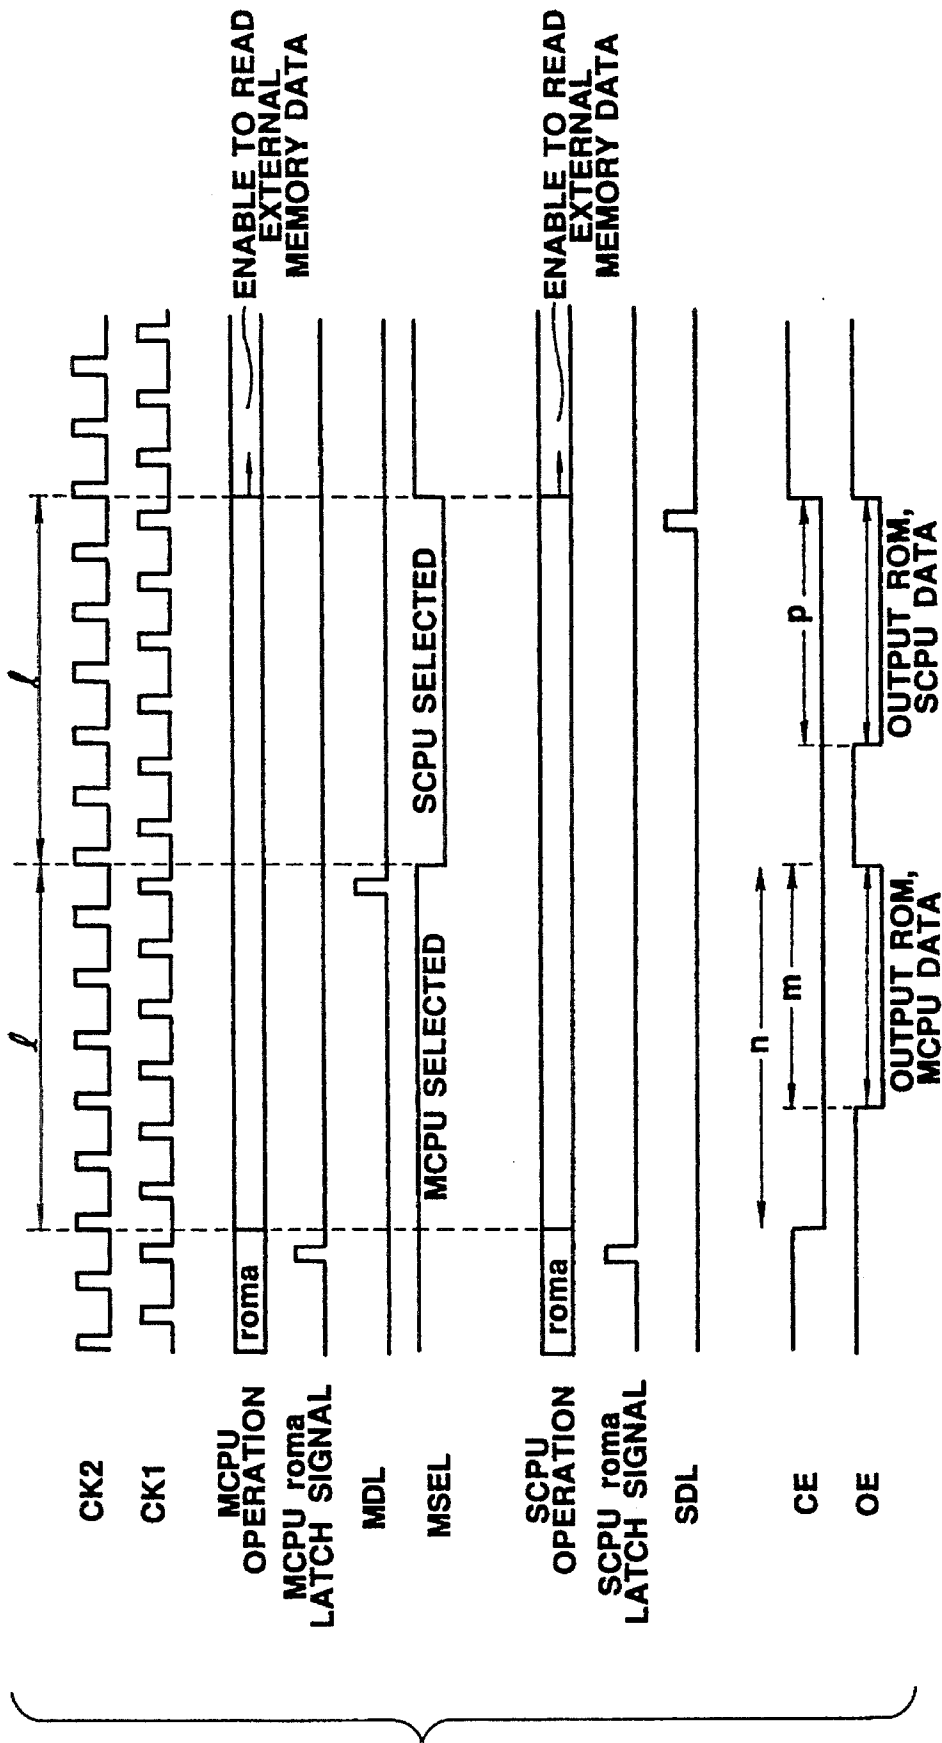 CK2
CK1
MCPU
OPERATION
MCPU roma
LATCH SIGNAL
MDL
MSEL
SCPU
OPERATION
SCPU roma
LATCH SIGNAL
SDL
CE
OE
ℓ
ℓ
roma
ENABLE TO READ
EXTERNAL
MEMORY DATA
MCPU SELECTED
SCPU SELECTED
roma
ENABLE TO READ
EXTERNAL
MEMORY DATA
n
m
p
OUTPUT ROM,
MCPU DATA
OUTPUT ROM,
SCPU DATA